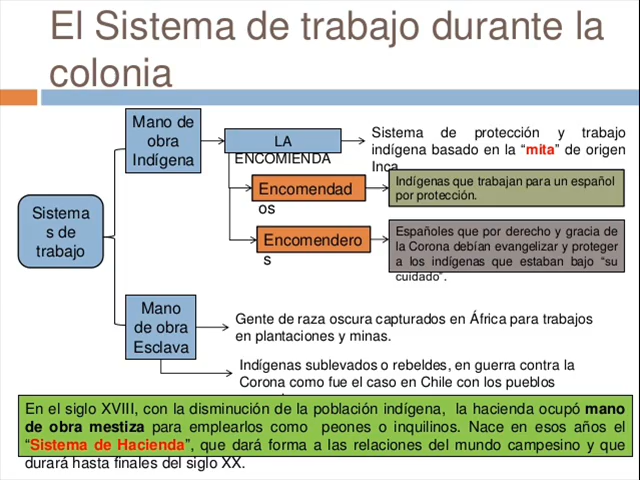 El Sistema de trabajo durante la
colonia
Mano de
obra
Indígena
LA
ENCOMIENDA
Sistema de protección y trabajo
indígena basado en la “mita” de origen
Inca
Encomendad
os
Indígenas que trabajan para un español
por protección.
Sistema
s de
trabajo
Encomendero
s
Españoles que por derecho y gracia de
la Corona debían evangelizar y proteger
a los indígenas que estaban bajo “su
cuidado”.
Mano
de obra
Esclava
Gente de raza oscura capturados en África para trabajos
en plantaciones y minas.
Indígenas sublevados o rebeldes, en guerra contra la
Corona como fue el caso en Chile con los pueblos
En el siglo XVIII, con la disminución de la población indígena, la hacienda ocupó mano
de obra mestiza para emplearlos como peones o inquilinos. Nace en esos años el
“Sistema de Hacienda”, que dará forma a las relaciones del mundo campesino y que
durará hasta finales del siglo XX.